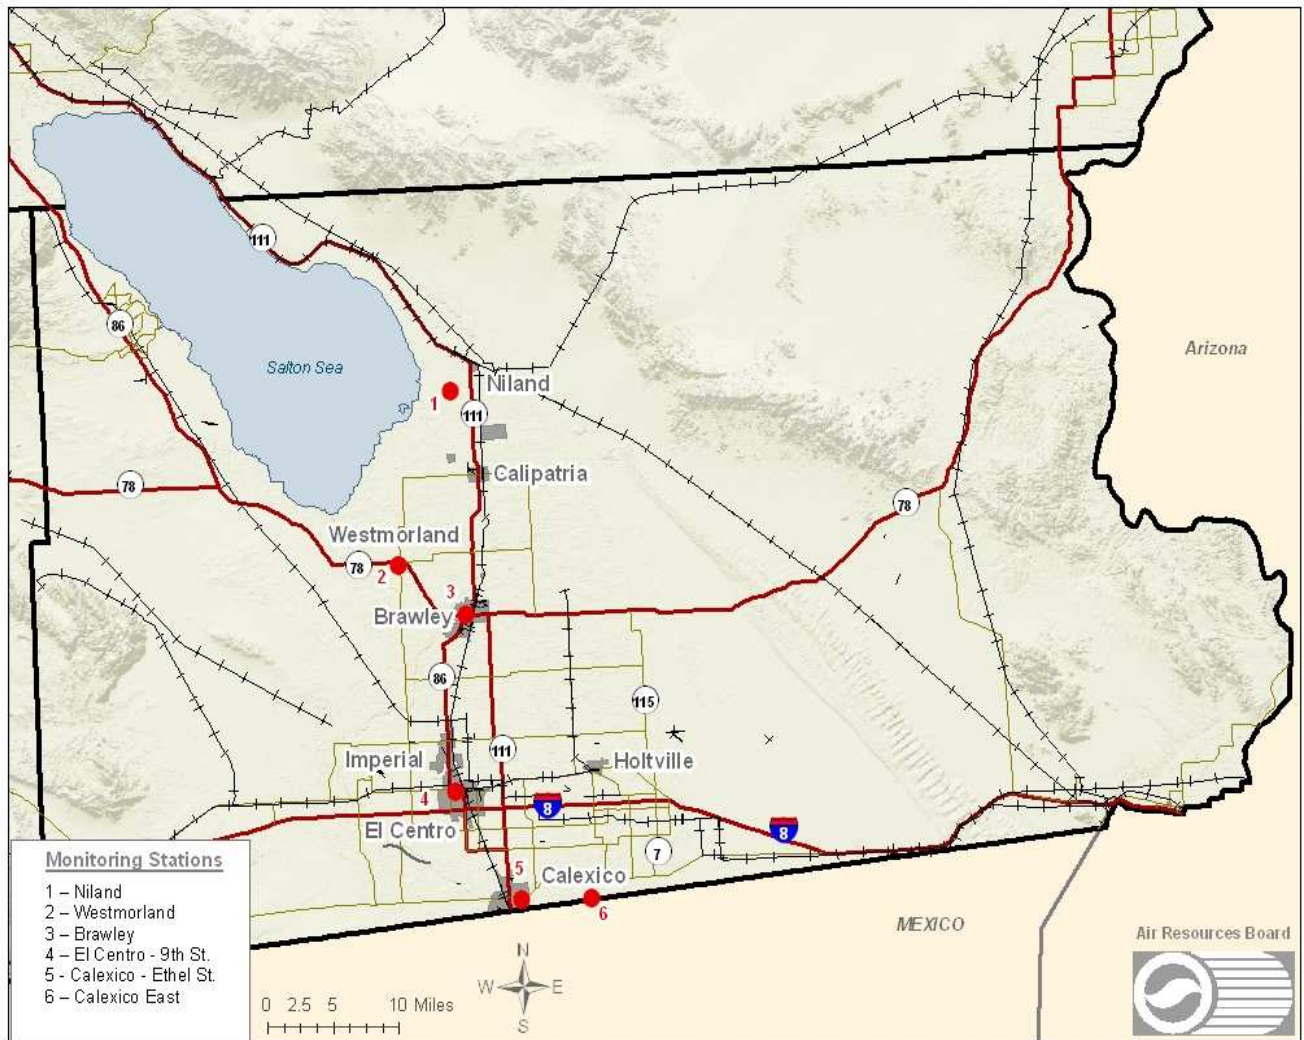 111
86
Salton Sea
Arizona
Niland
1
111
Calipatria
78
78
Westmorland
78
2
3
Brawley
86
115
111
Imperial
Holtville
4
8
El Centro
8
7
5
Calexico
6
MEXICO
Monitoring Stations
1 – Niland
2 – Westmorland
3 – Brawley
4 – El Centro - 9th St.
5 - Calexico - Ethel St.
6 – Calexico East
N
W E
S
0 2.5 5 10 Miles
Air Resources Board